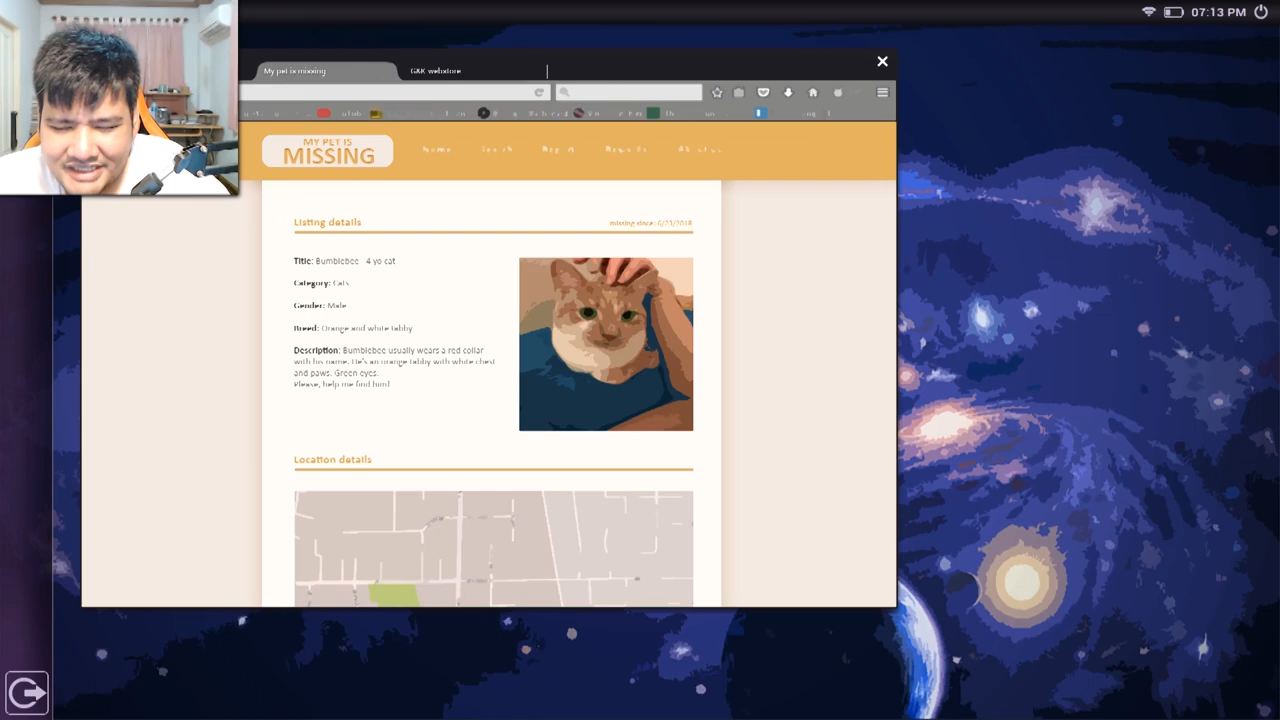 07:13 PM
My pet is missing
G&K webstore
MY PET IS
MISSING
Home
Listing details
missing since: 6/23/2018
Title: Bumblebee - 4 yo cat
Category: Cats
Gender: Male
Breed: Orange and white tabby
Description: Bumblebee usually wears a red collar
with his name. He's an orange tabby with white chest
and paws. Green eyes.
Please, help me find him!
Location details